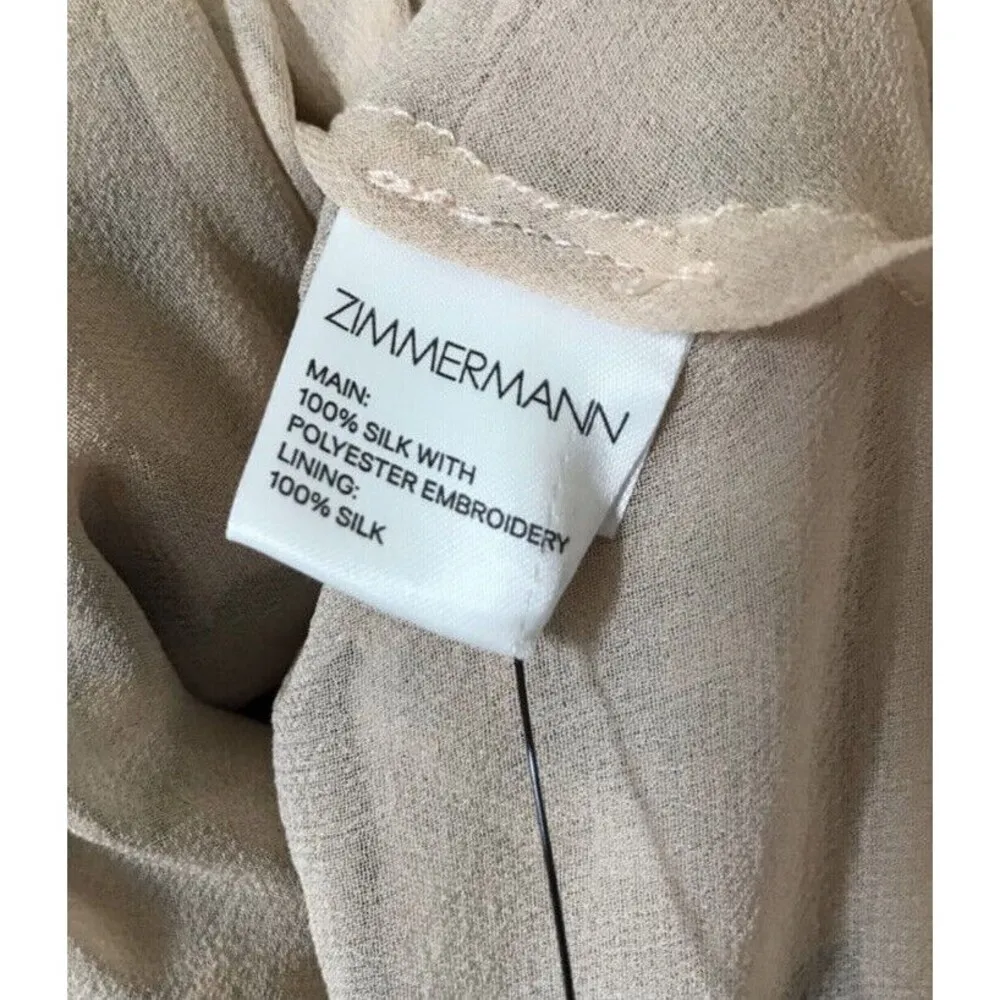 ZIMMERMANN
MAIN:
100% SILK WITH
POLYESTER EMBROIDERY
LINING:
100% SILK